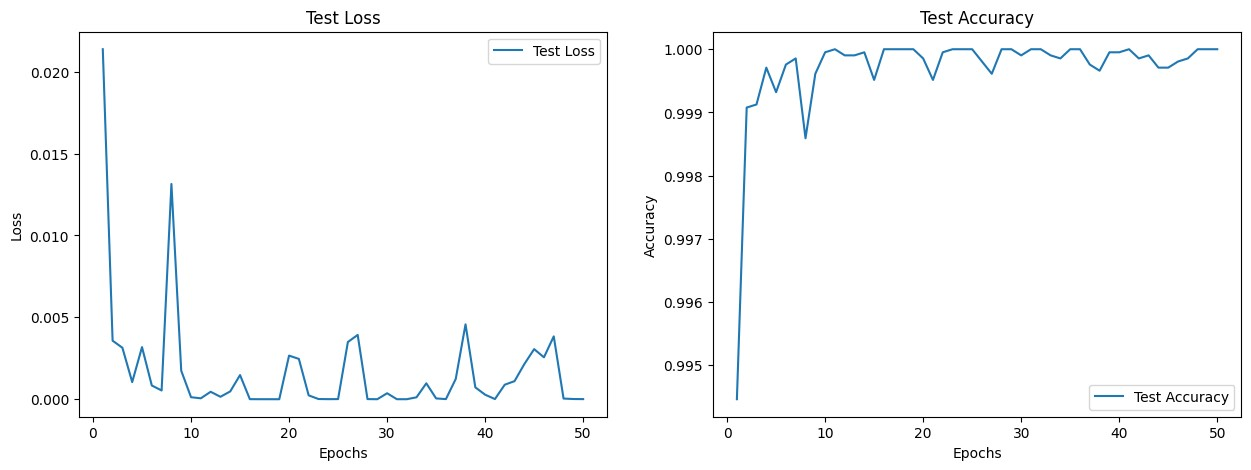 Test Loss
Test Loss
0.020
0.015
0.010
0.005
0.000
Loss
0 10 20 30 40 50
Epochs
Test Accuracy
1.000
0.999
0.998
0.997
0.996
0.995
Accuracy
Test Accuracy
0 10 20 30 40 50
Epochs